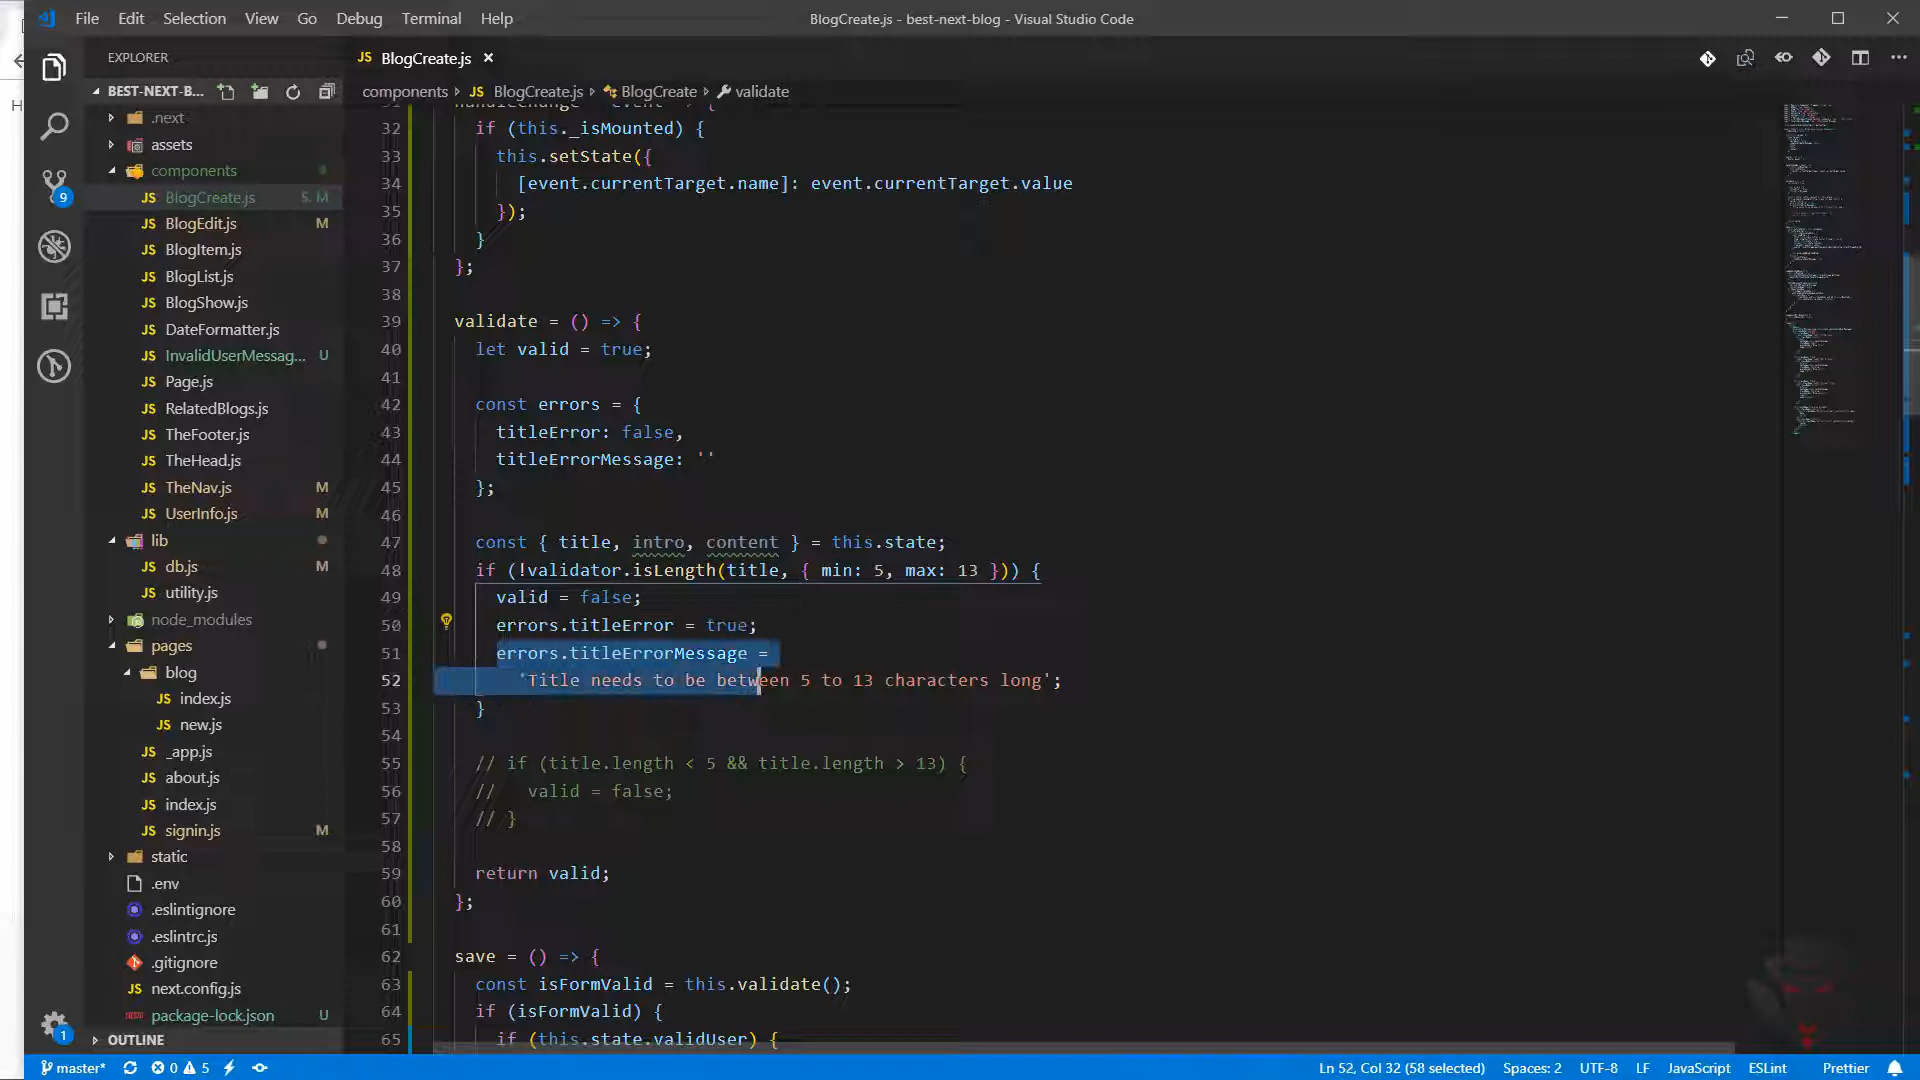 File Edit Selection View Go Debug Terminal Help
BlogCreate.js - best-next-blog - Visual Studio Code
EXPLORER
JS BlogCreate.js
BEST-NEXT-B...
components › JS BlogCreate.js › BlogCreate › validate
.next
assets
components
JS BlogCreate.js 5, M
JS BlogEdit.js M
JS BlogItem.js
JS BlogList.js
JS BlogShow.js
JS DateFormatter.js
InvalidUserMessag... U
JS Page.js
JS RelatedBlogs.js
JS TheFooter.js
JS TheHead.js
JS TheNav.js M
JS UserInfo.js M
lib
JS db.js M
JS utility.js
node_modules
pages
blog
JS index.js
JS new.js
JS _app.js
JS about.js
JS index.js
JS signin.js M
static
.env
.eslintignore
.eslintrc.js
.gitignore
next.config.js
package-lock.json U
OUTLINE
9
1
32 if (this._isMounted) {
33 this.setState({
34 [event.currentTarget.name]: event.currentTarget.value
35 });
36 }
37 };
38
39 validate = () => {
40 let valid = true;
41
42 const errors = {
43 titleError: false,
44 titleErrorMessage: ''
45 };
46
47 const { title, intro, content } = this.state;
48 if (!validator.isLength(title, { min: 5, max: 13 })) {
49 valid = false;
50 errors.titleError = true;
51 errors.titleErrorMessage =
52 'Title needs to be between 5 to 13 characters long';
53 }
54
55 // if (title.length < 5 && title.length > 13) {
56 // valid = false;
57 // }
58
59 return valid;
60 };
61
62 save = () => {
63 const isFormValid = this.validate();
64 if (isFormValid) {
65 if (this.state.validUser) {
master* 0 5
Ln 52, Col 32 (58 selected) Spaces: 2 UTF-8 LF JavaScript ESLint Prettier